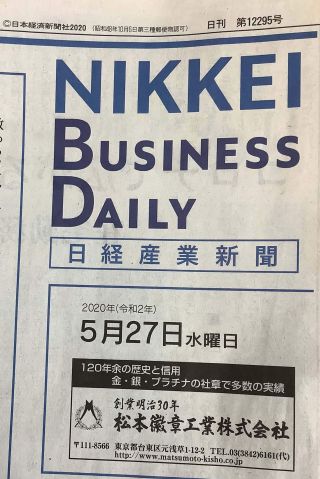 ©日本経済新聞社2020 (昭和48年10月5日第三種郵便物認可) 日刊 第12295号
NIKKEI
BUSINESS
DAILY
日経産業新聞
2020年(令和2年)
5月27日水曜日
120年余の歴史と信用
金・銀・プラチナの社章で多数の実績
創業明治30年
松本徽章工業株式会社
〒111-8566 東京都台東区元浅草1-12-2 TEL03(3842)6161(代)
http://www.matsumoto-kisho.co.jp